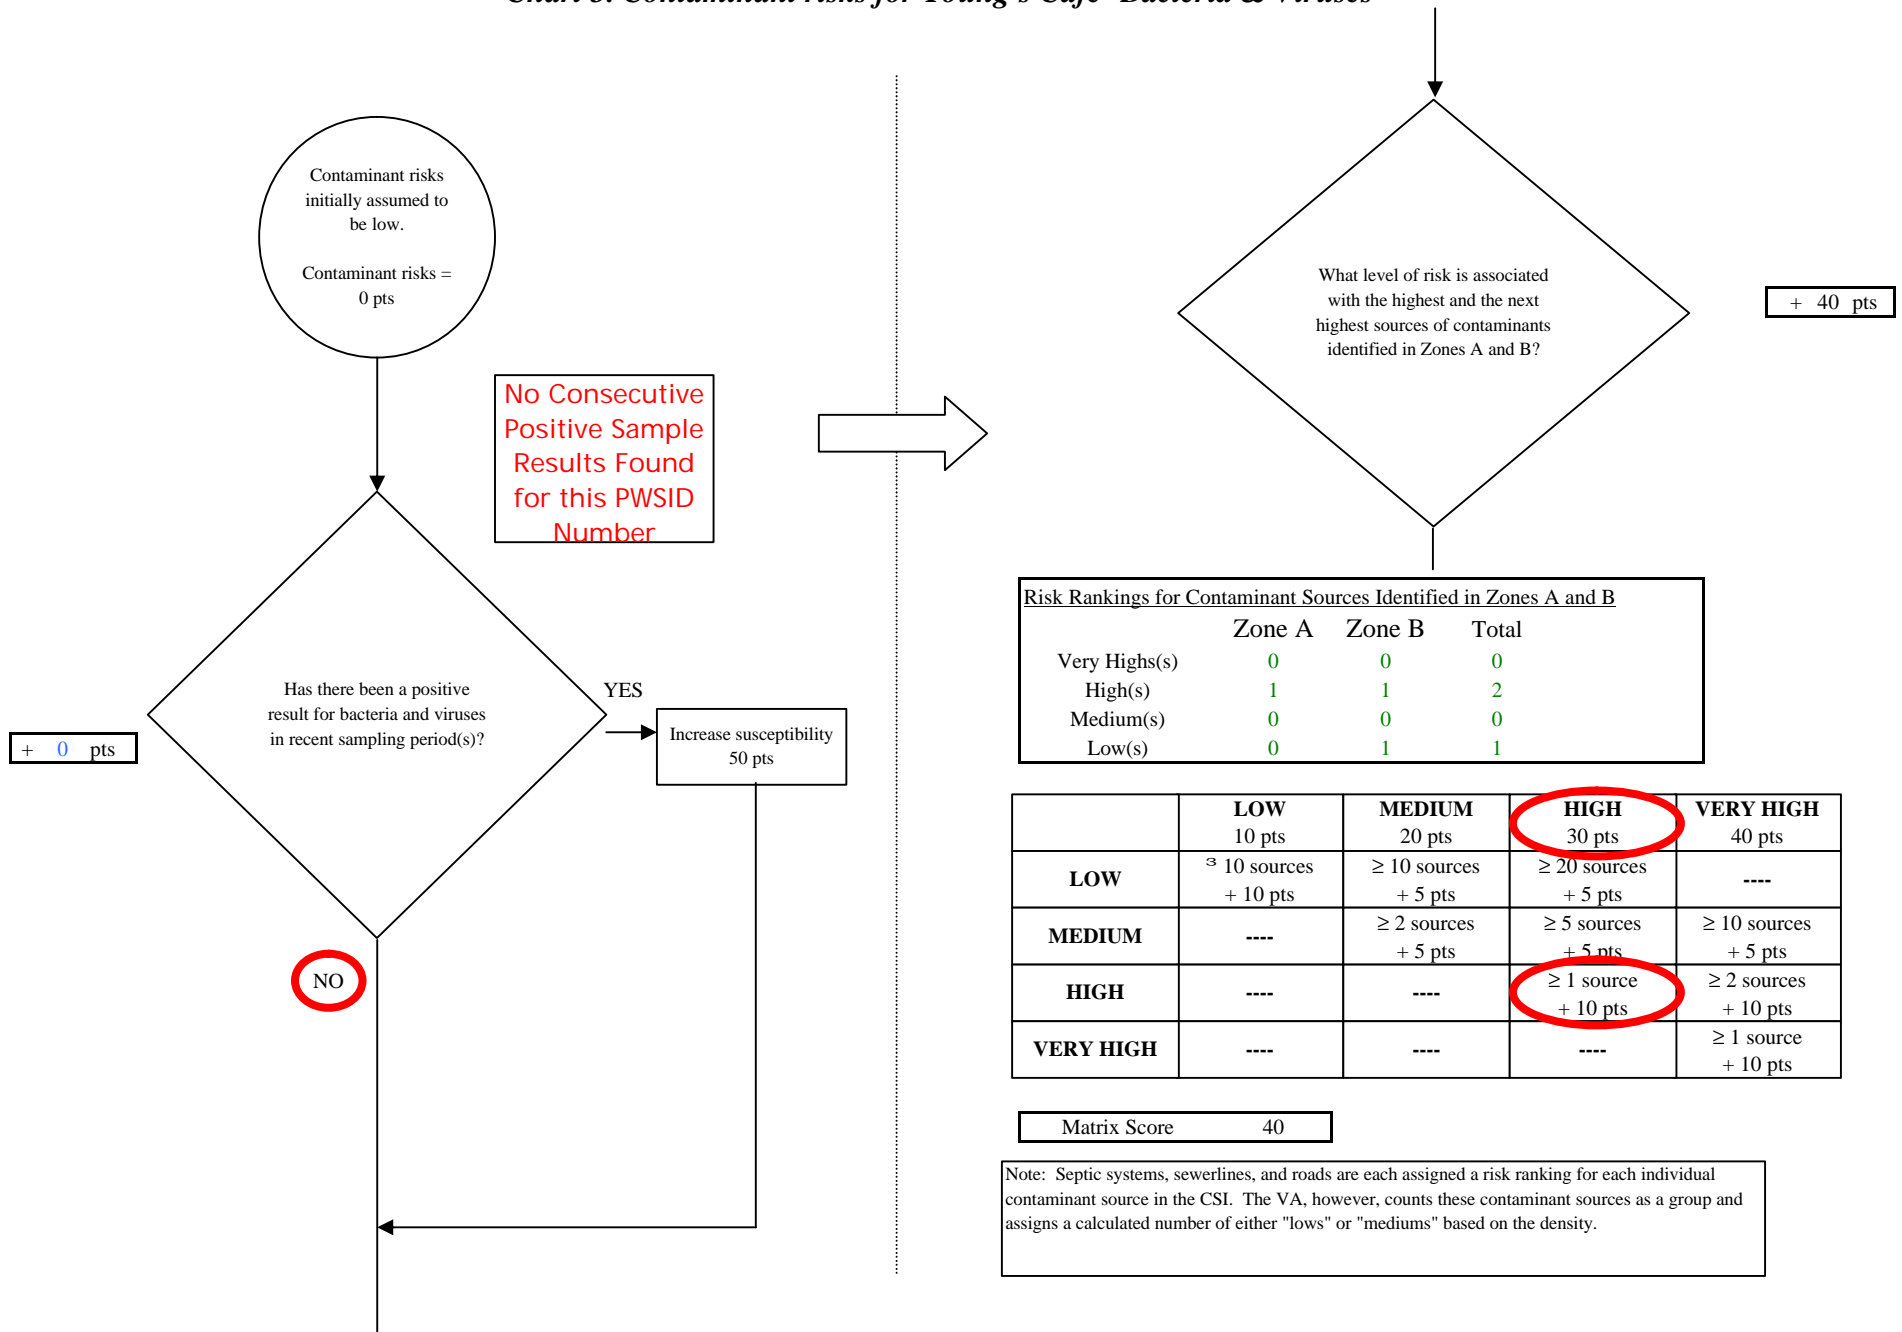 Chart 3. Contaminant risks for Young's Cafe- Bacteria & Viruses
Contaminant risks
initially assumed to
be low.
Contaminant risks =
0 pts
No Consecutive
Positive Sample
Results Found
for this PWSID
Number
Has there been a positive
result for bacteria and viruses
in recent sampling period(s)?
+ 0 pts
YES
Increase susceptibility
50 pts
NO
What level of risk is associated
with the highest and the next
highest sources of contaminants
identified in Zones A and B?
+ 40 pts
Risk Rankings for Contaminant Sources Identified in Zones A and B
Zone A Zone B Total
Very Highs(s) 0 0 0
High(s) 1 1 2
Medium(s) 0 0 0
Low(s) 0 1 1
LOW MEDIUM HIGH VERY HIGH
10 pts 20 pts 30 pts 40 pts
LOW ³ 10 sources ≥ 10 sources ≥ 20 sources ----
+ 10 pts + 5 pts + 5 pts
MEDIUM ---- ≥ 2 sources ≥ 5 sources ≥ 10 sources
+ 5 pts + 5 pts + 5 pts
HIGH ---- ---- ≥ 1 source ≥ 2 sources
+ 10 pts + 10 pts
VERY HIGH ---- ---- ---- ≥ 1 source
+ 10 pts
Matrix Score 40
Note: Septic systems, sewerlines, and roads are each assigned a risk ranking for each individual
contaminant source in the CSI. The VA, however, counts these contaminant sources as a group and
assigns a calculated number of either "lows" or "mediums" based on the density.